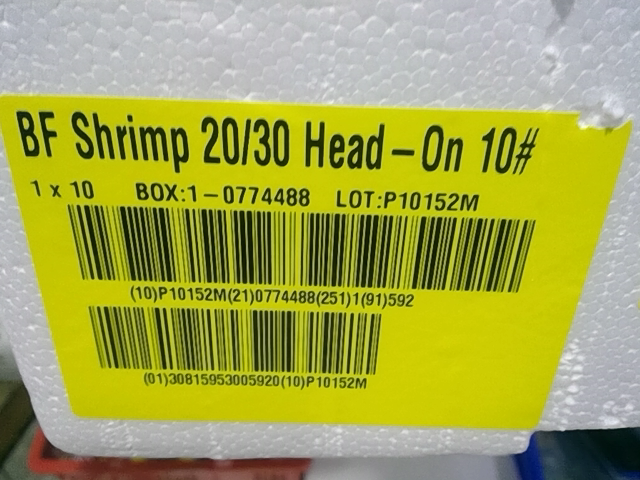 BF Shrimp 20/30 Head-On 10#
1 x 10 BOX:1-0774488 LOT:P10152M
(10)P10152M(21)0774488(251)1(91)592
(01)30815953005920(10)P10152M